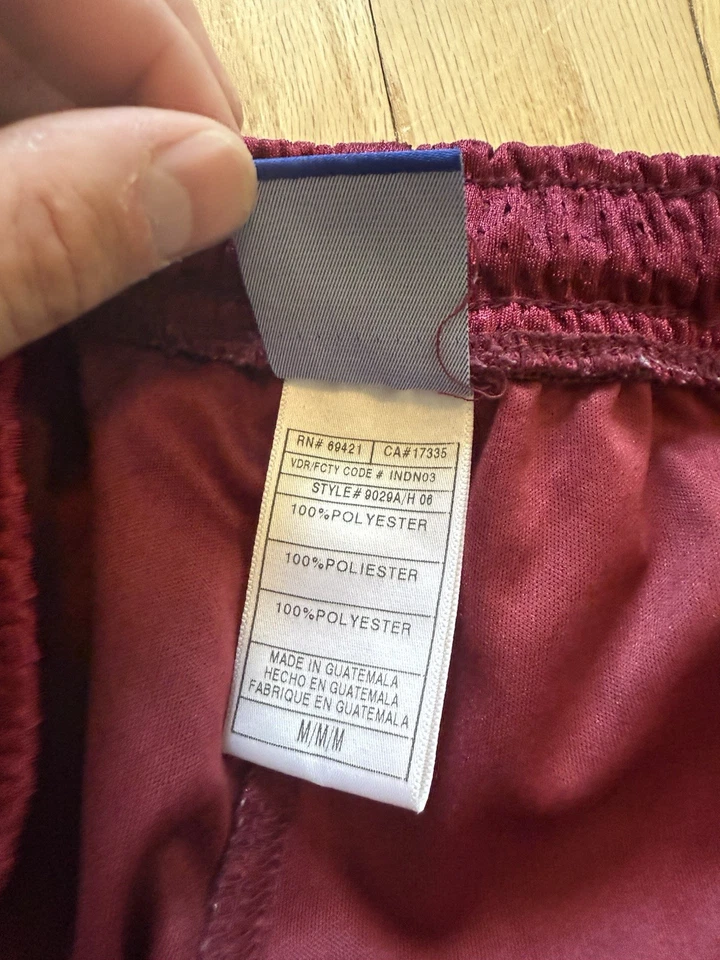 RN# 69421 CA#17335
VDR/FCTY CODE # INDN03
STYLE# 9029A/H 06
100%POLYESTER
100%POLIESTER
100%POLYESTER
MADE IN GUATEMALA
HECHO EN GUATEMALA
FABRIQUE EN GUATEMALA
M/M/M